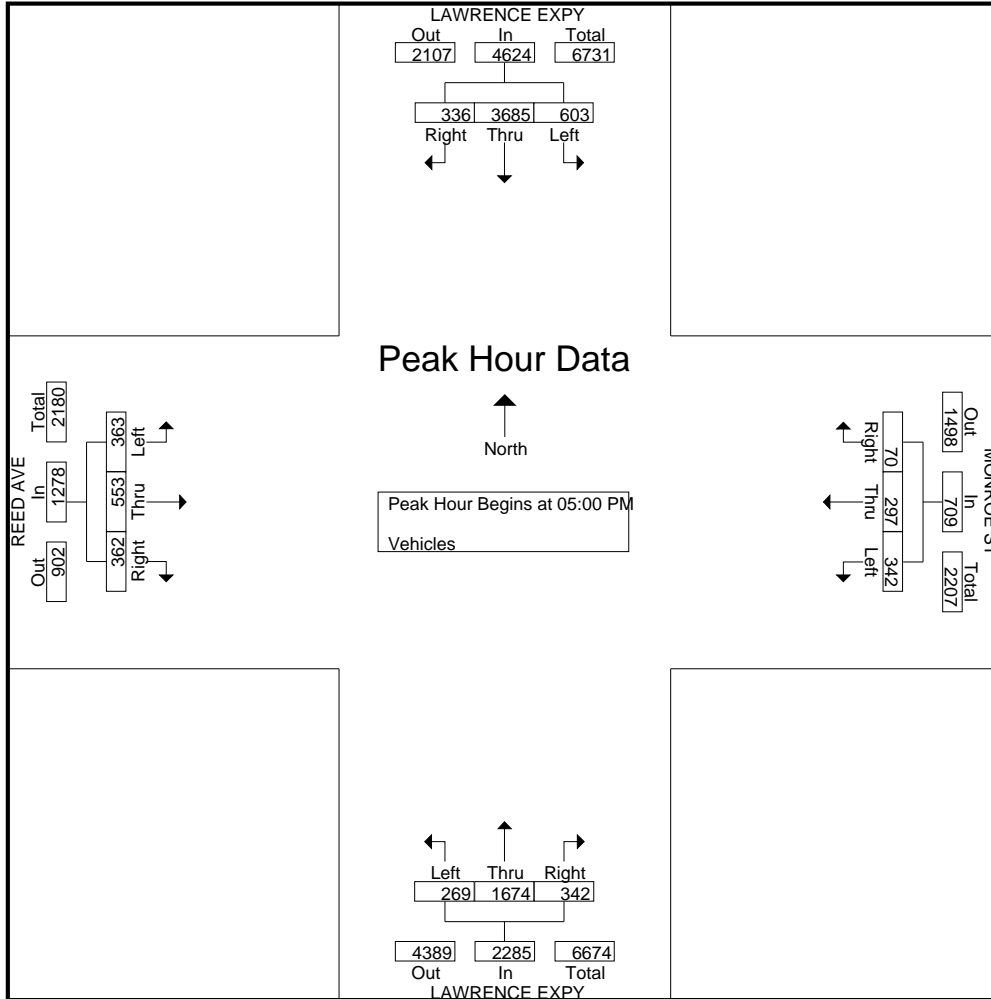 LAWRENCE EXPY
Out In Total
2107 4624 6731
336 3685 603
Right Thru Left
Peak Hour Data
North
Peak Hour Begins at 05:00 PM
Vehicles
REED AVE
Out In Total
902 1278 2180
362 553 363
Right Thru Left
MONROE ST
Out In Total
1498 709 2207
70 297 342
Right Thru Left
Left Thru Right
269 1674 342
4389 2285 6674
Out In Total
LAWRENCE EXPY